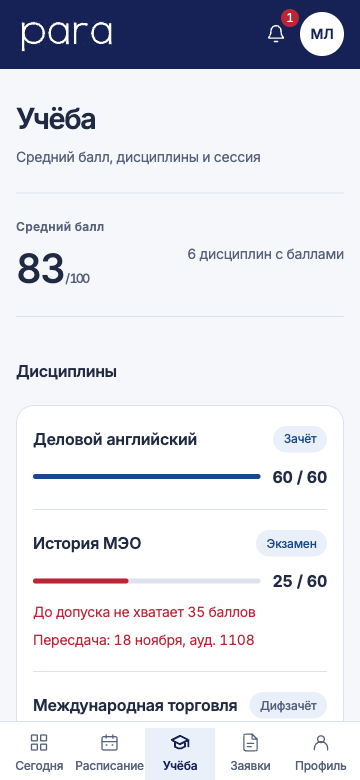 para
1
МЛ
Учёба
Средний балл, дисциплины и сессия
Средний балл
83/100
6 дисциплин с баллами
Дисциплины
Деловой английский
Зачёт
60 / 60
История МЭО
Экзамен
25 / 60
До допуска не хватает 35 баллов
Пересдача: 18 ноября, ауд. 1108
Международная торговля
Дифзачёт
Сегодня
Расписание
Учёба
Заявки
Профиль